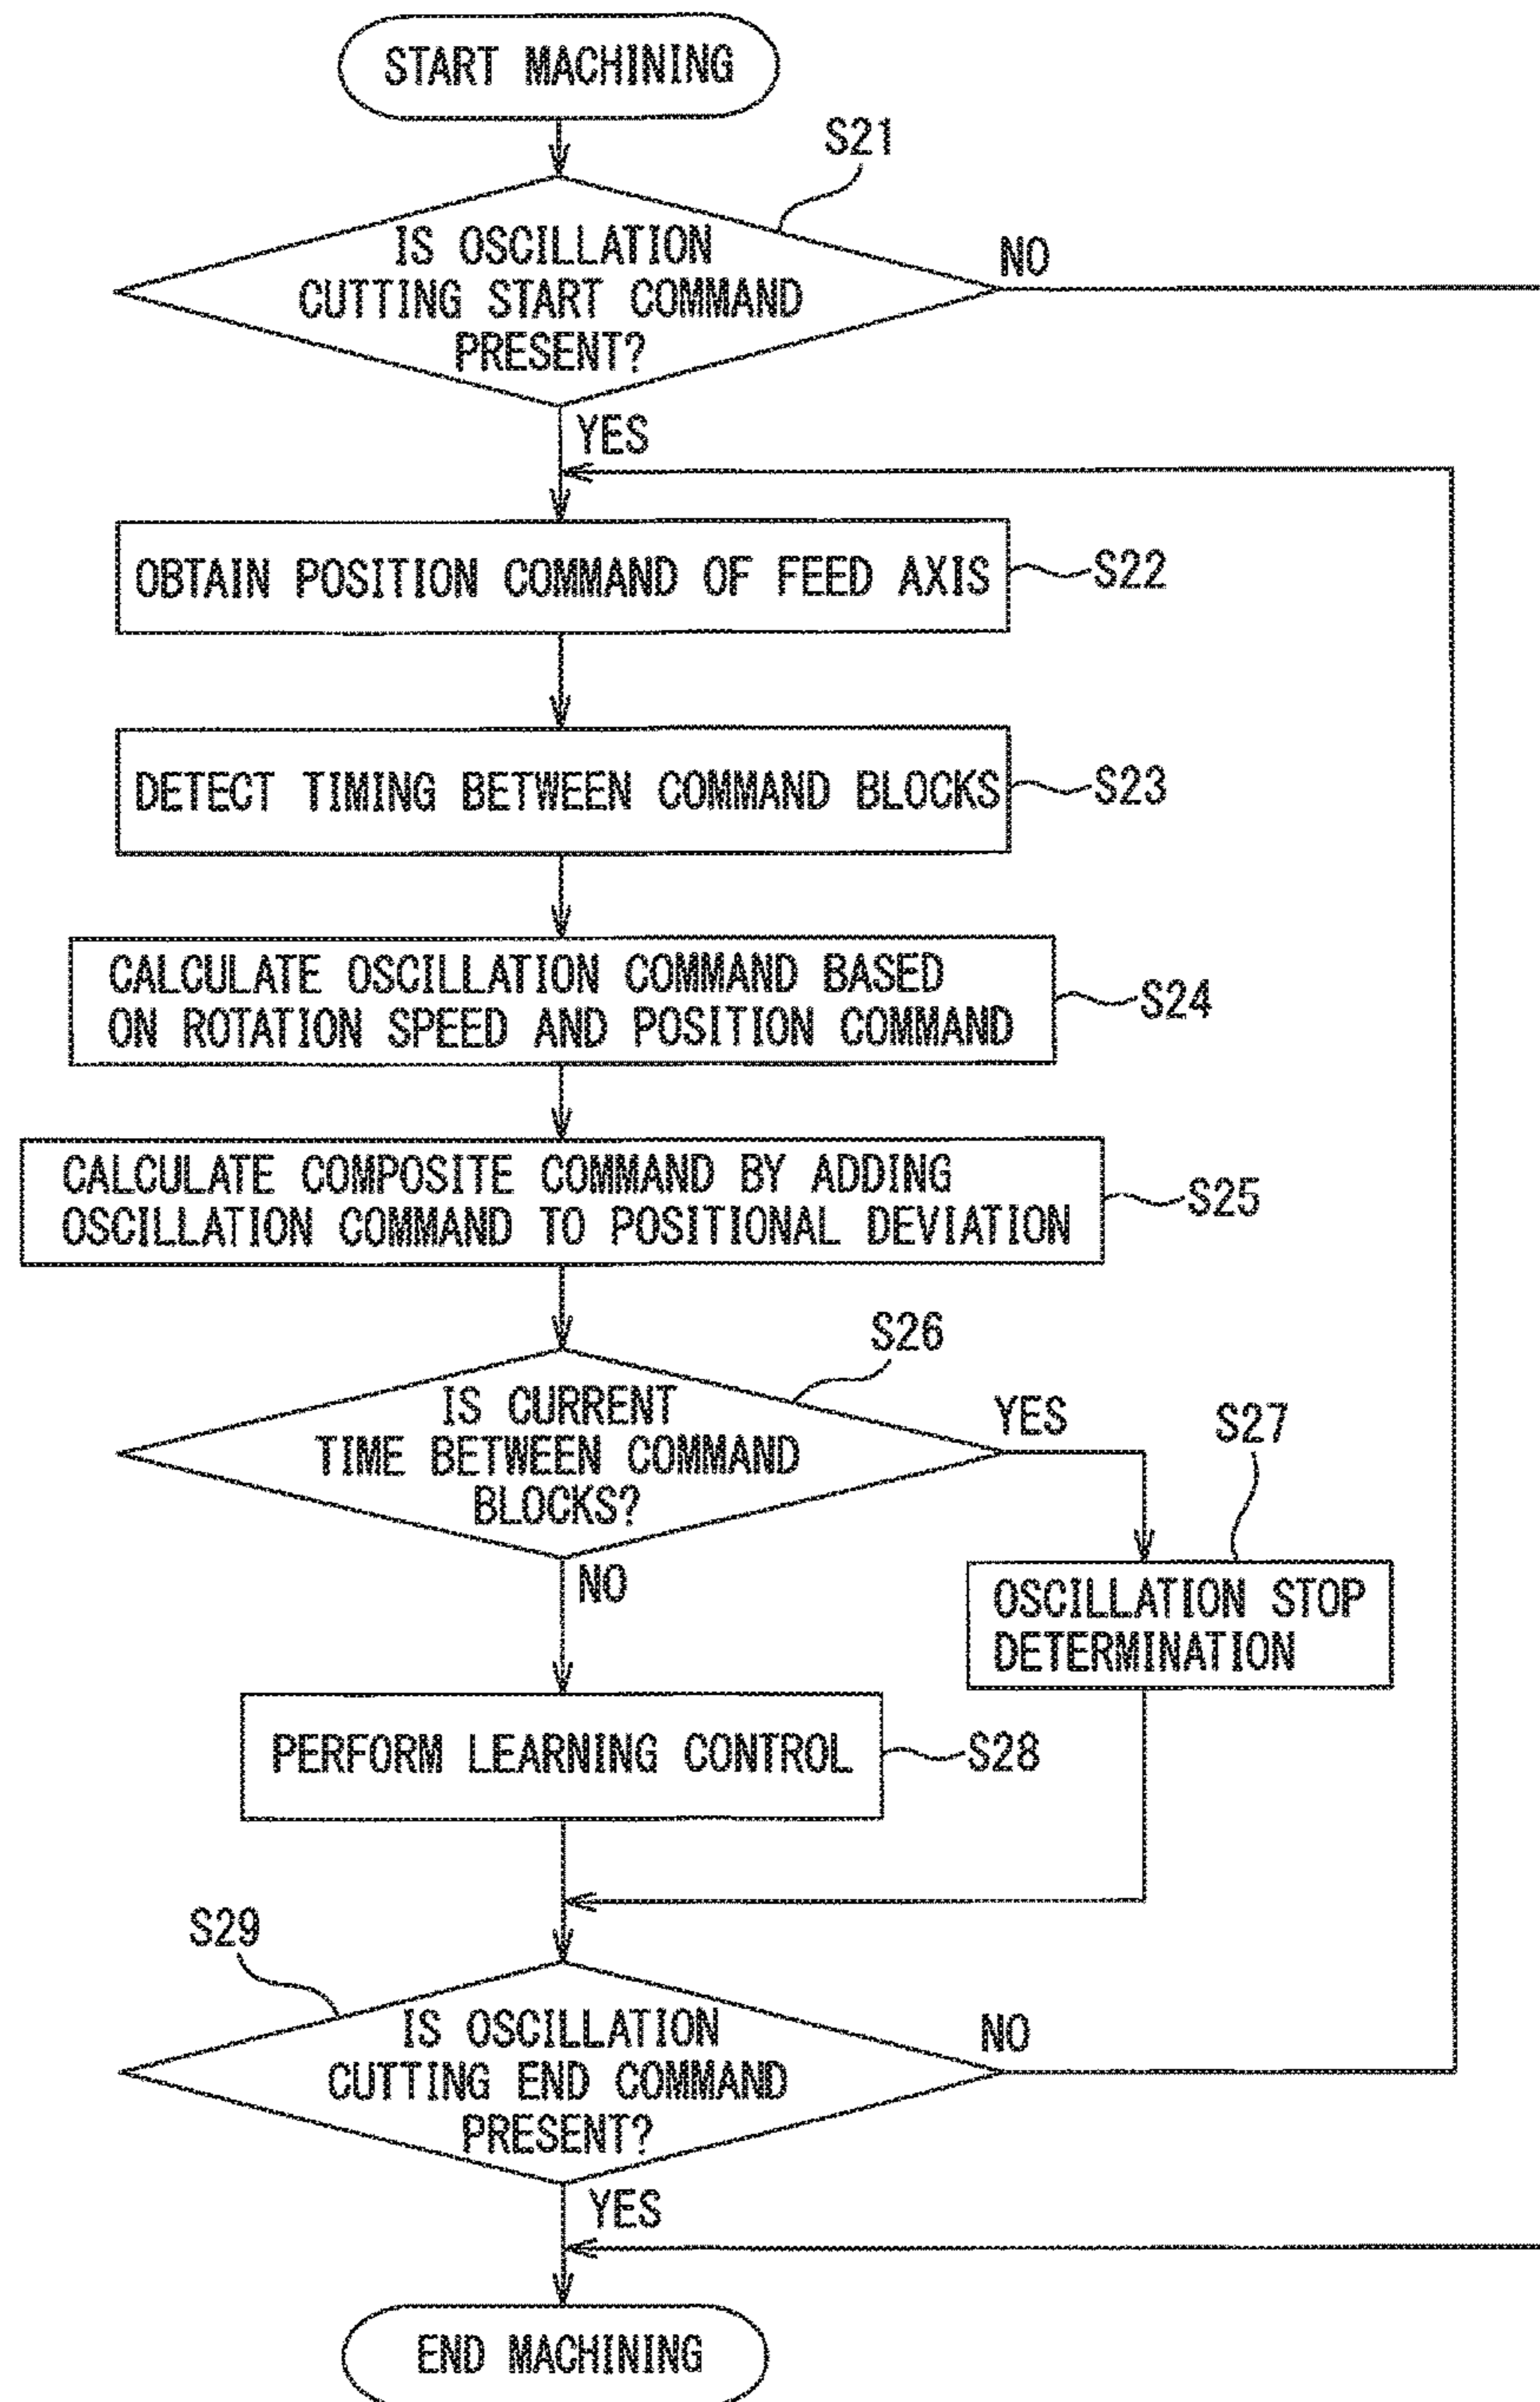 START MACHINING
S21
IS OSCILLATION
CUTTING START COMMAND
PRESENT?
NO
YES
OBTAIN POSITION COMMAND OF FEED AXIS
S22
DETECT TIMING BETWEEN COMMAND BLOCKS
S23
CALCULATE OSCILLATION COMMAND BASED
ON ROTATION SPEED AND POSITION COMMAND
S24
CALCULATE COMPOSITE COMMAND BY ADDING
OSCILLATION COMMAND TO POSITIONAL DEVIATION
S25
S26
IS CURRENT
TIME BETWEEN COMMAND
BLOCKS?
YES
S27
NO
OSCILLATION STOP
DETERMINATION
PERFORM LEARNING CONTROL
S28
S29
IS OSCILLATION
CUTTING END COMMAND
PRESENT?
NO
YES
END MACHINING